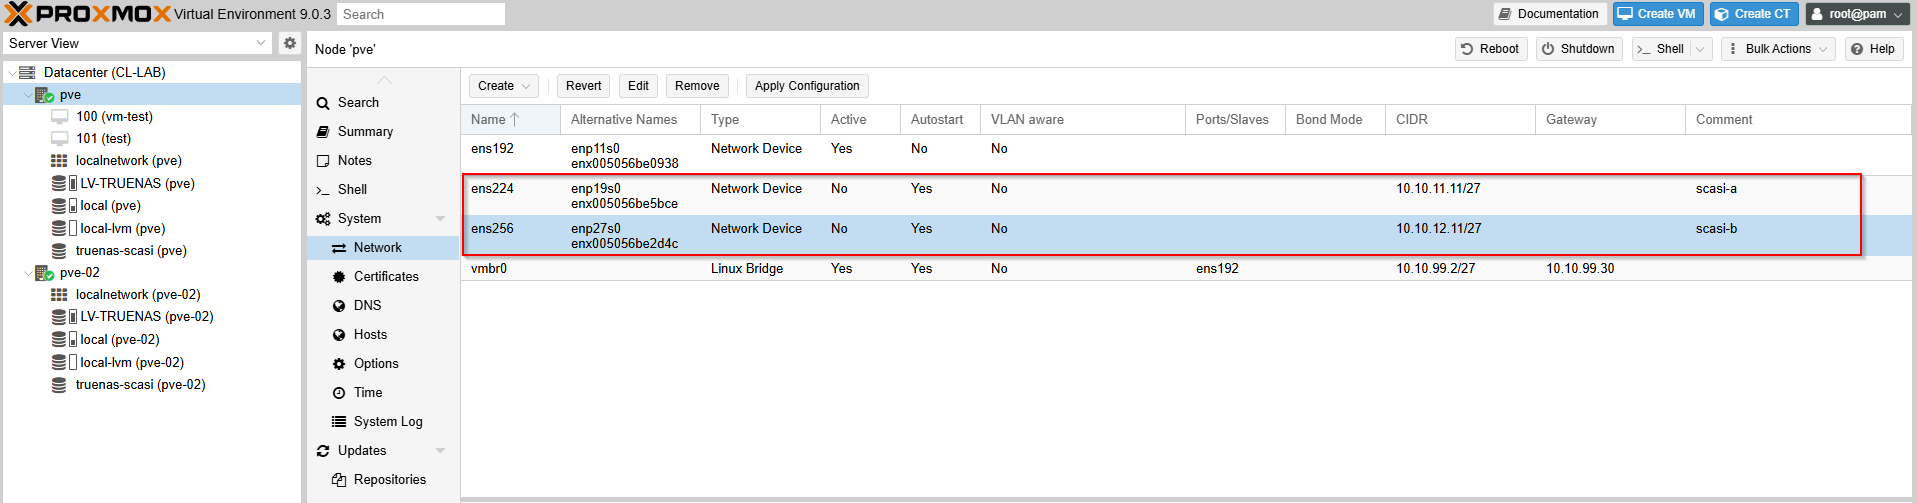 PROXMOX Virtual Environment 9.0.3 Search Documentation Create VM Create CT root@pam
Server View
Node 'pve' Reboot Shutdown Shell Bulk Actions Help
Datacenter (CL-LAB)
pve
100 (vm-test)
101 (test)
localnetwork (pve)
LV-TRUENAS (pve)
local (pve)
local-lvm (pve)
truenas-scasi (pve)
pve-02
localnetwork (pve-02)
LV-TRUENAS (pve-02)
local (pve-02)
local-lvm (pve-02)
truenas-scasi (pve-02)
Search
Summary
Notes
Shell
System
Network
Certificates
DNS
Hosts
Options
Time
System Log
Updates
Repositories
Create Revert Edit Remove Apply Configuration
Name Alternative Names Type Active Autostart VLAN aware Ports/Slaves Bond Mode CIDR Gateway Comment
ens192 enp11s0 Network Device Yes No No
enx005056be0938
ens224 enp19s0 Network Device No Yes No 10.10.11.11/27 scasi-a
enx005056be5bce
ens256 enp27s0 Network Device No Yes No 10.10.12.11/27 scasi-b
enx005056be2d4c
vmbr0 Linux Bridge Yes Yes No ens192 10.10.99.2/27 10.10.99.30